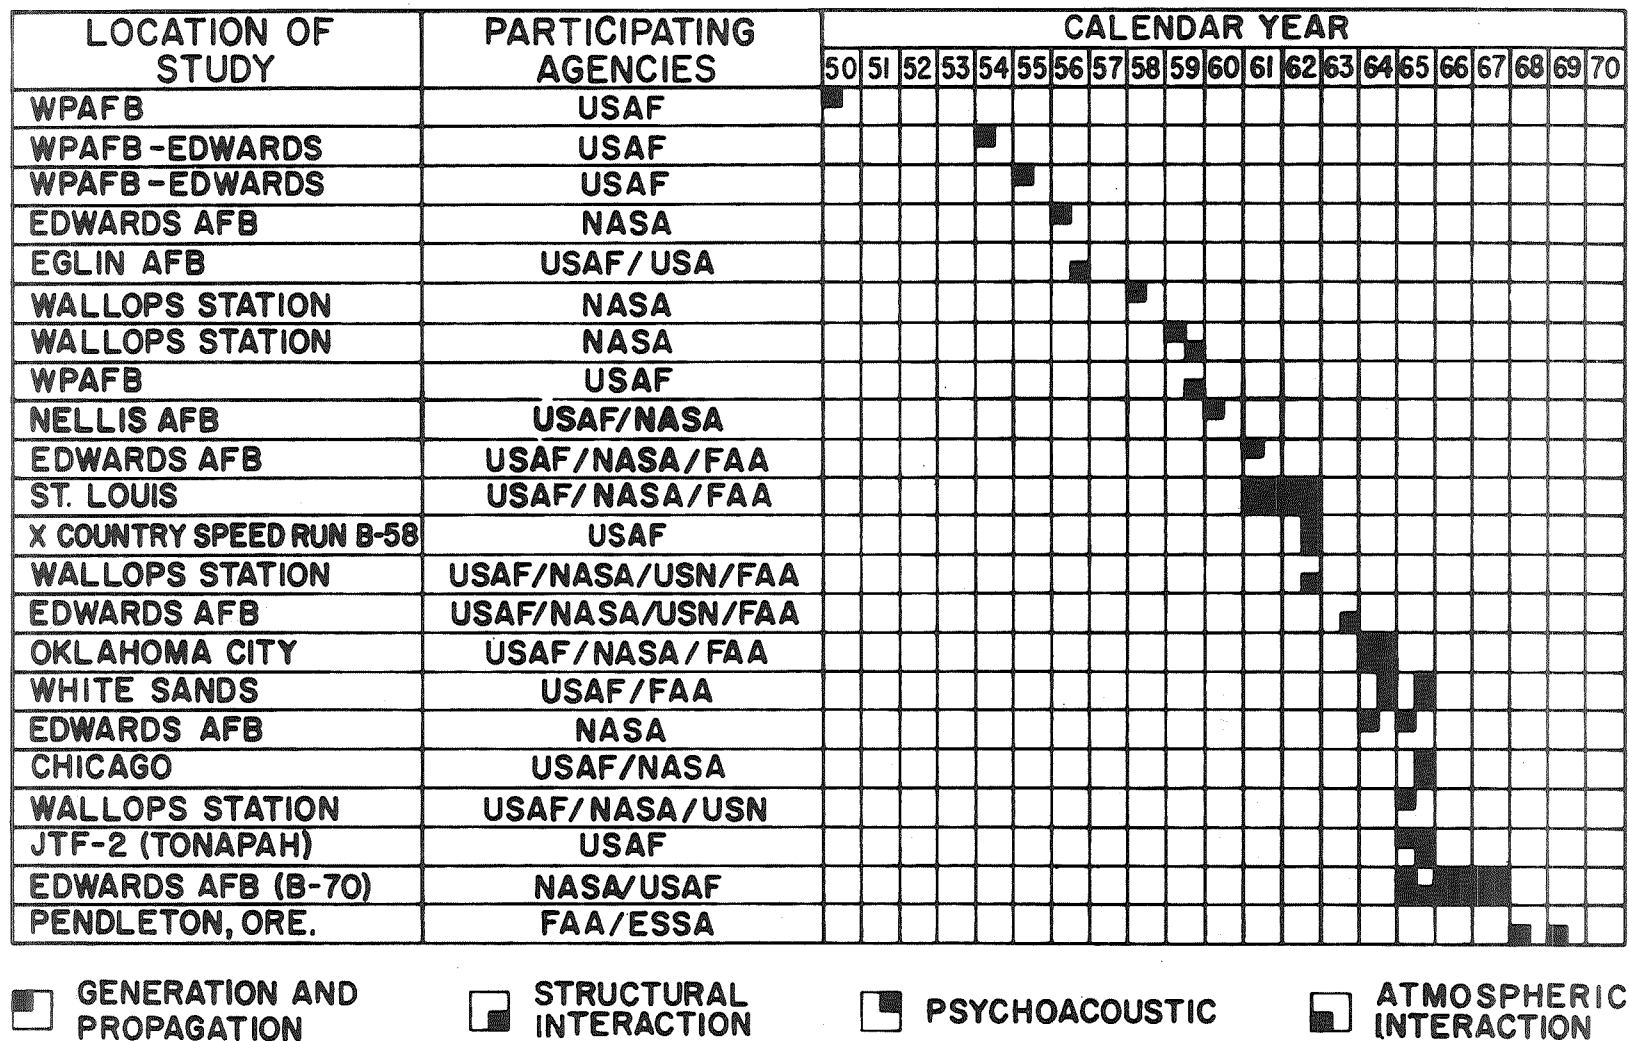 LOCATION OF STUDY PARTICIPATING AGENCIES CALENDAR YEAR
50 51 52 53 54 55 56 57 58 59 60 61 62 63 64 65 66 67 68 69 70
WPAFB USAF
WPAFB-EDWARDS USAF
WPAFB-EDWARDS USAF
EDWARDS AFB NASA
EGLIN AFB USAF/USA
WALLOPS STATION NASA
WALLOPS STATION NASA
WPAFB USAF
NELLIS AFB USAF/NASA
EDWARDS AFB USAF/NASA/FAA
ST. LOUIS USAF/NASA/FAA
X COUNTRY SPEED RUN B-58 USAF
WALLOPS STATION USAF/NASA/USN/FAA
EDWARDS AFB USAF/NASA/USN/FAA
OKLAHOMA CITY USAF/NASA/FAA
WHITE SANDS USAF/FAA
EDWARDS AFB NASA
CHICAGO USAF/NASA
WALLOPS STATION USAF/NASA/USN
JTF-2 (TONAPAH) USAF
EDWARDS AFB (B-70) NASA/USAF
PENDLETON, ORE. FAA/ESSA
GENERATION AND
PROPAGATION
STRUCTURAL
INTERACTION
PSYCHOACOUSTIC
ATMOSPHERIC
INTERACTION